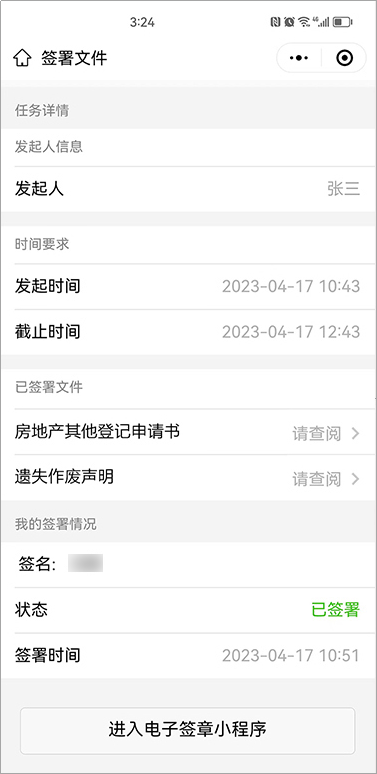 3:24
签署文件
任务详情
发起人信息
发起人 张三
时间要求
发起时间 2023-04-17 10:43
截止时间 2023-04-17 12:43
已签署文件
房地产其他登记申请书 请查阅
遗失作废声明 请查阅
我的签署情况
签名:
状态 已签署
签署时间 2023-04-17 10:51
进入电子签章小程序